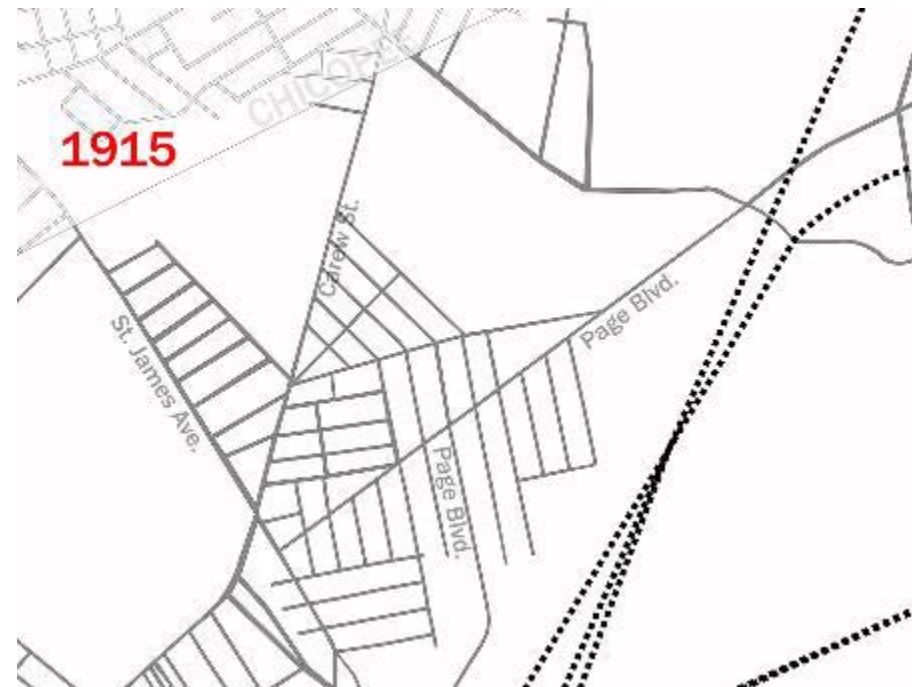 CHICOPEE
1915
Carew St.
Page Blvd.
St. James Ave.
Page Blvd.